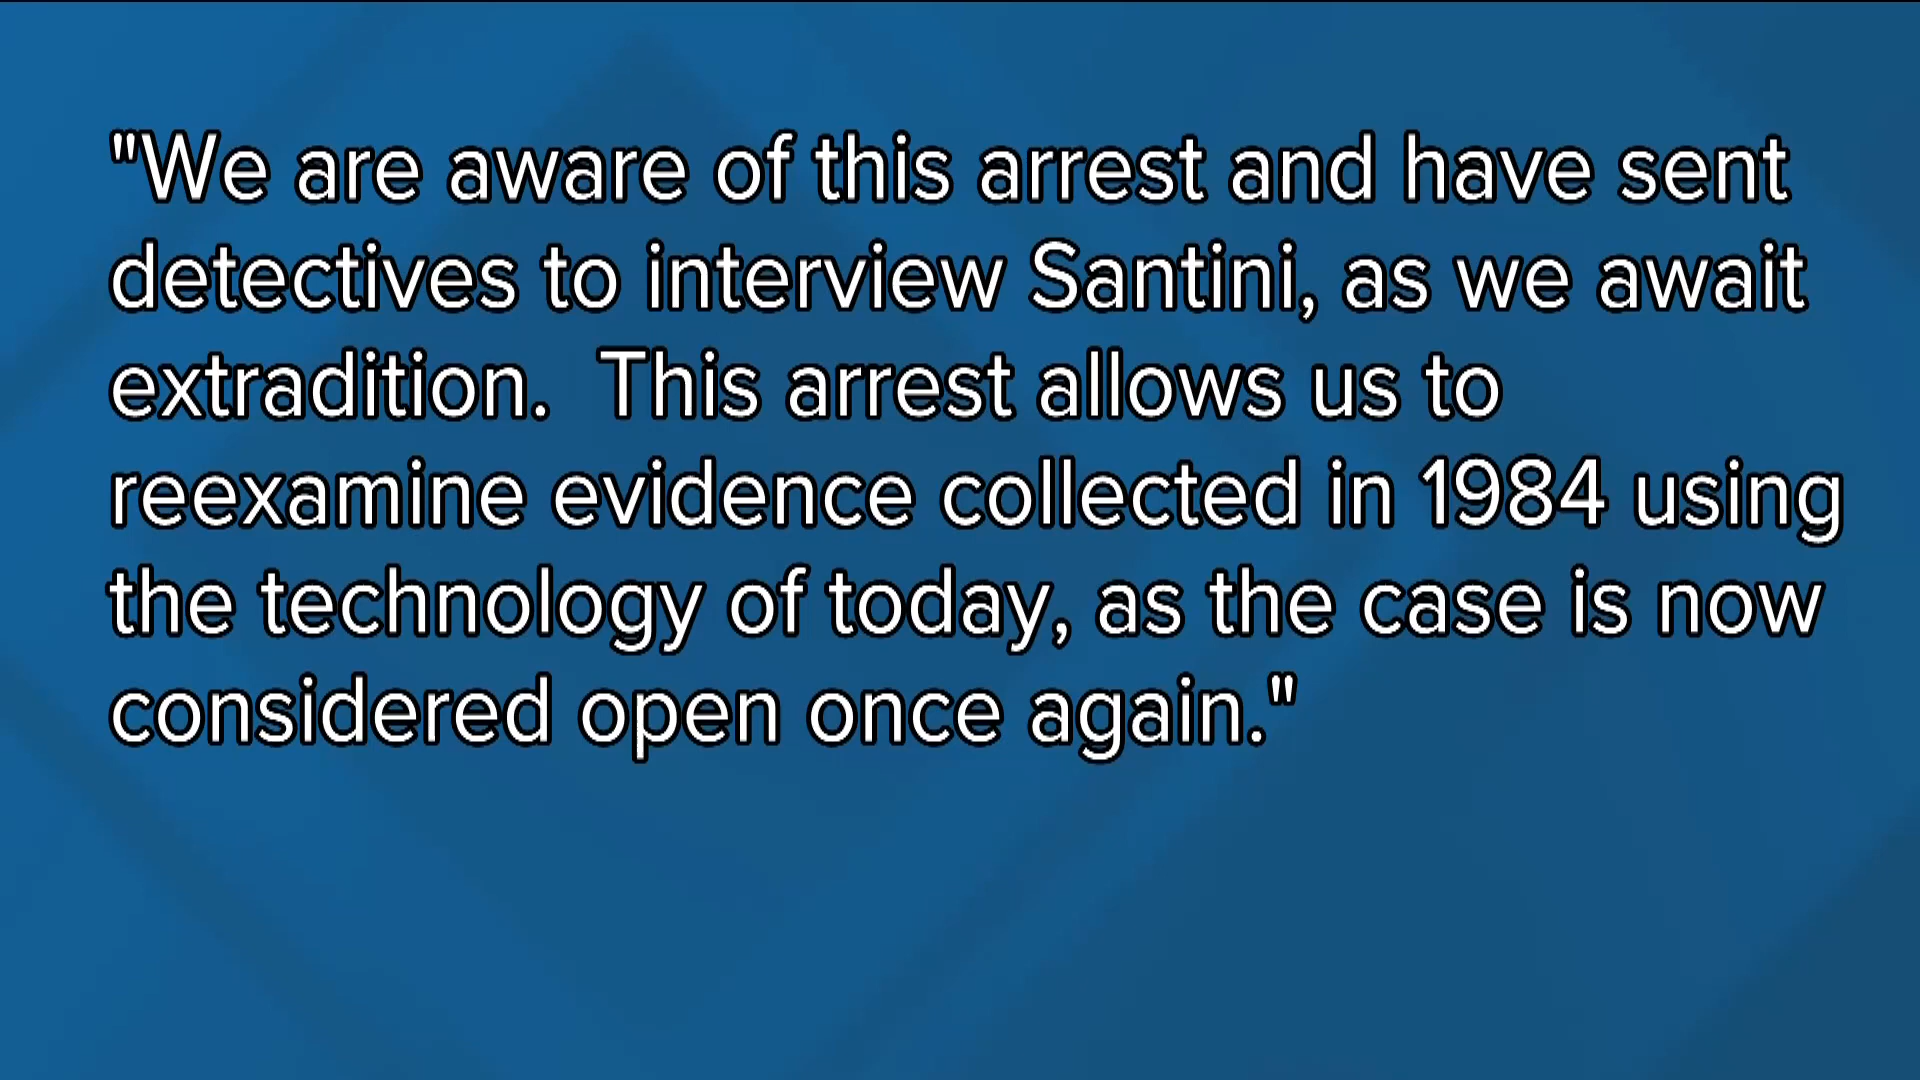 "We are aware of this arrest and have sent
detectives to interview Santini, as we await
extradition.  This arrest allows us to
reexamine evidence collected in 1984 using
the technology of today, as the case is now
considered open once again."